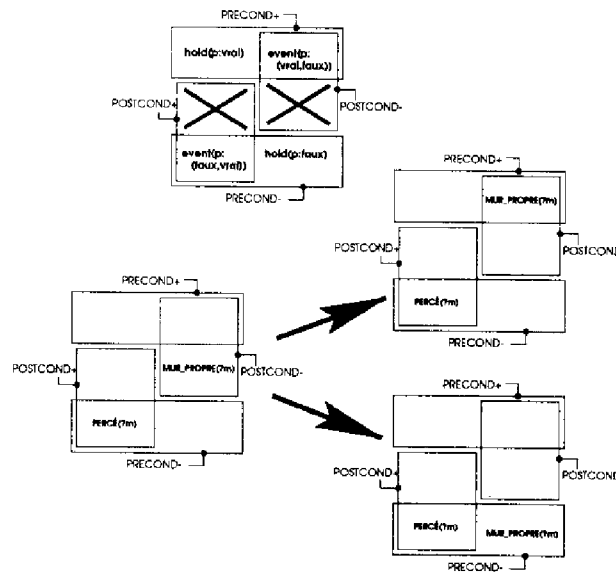 PRECOND+
hold(p:vrai)
event(p:
(vrai,faux))
POSTCOND+
POSTCOND-
event(p:
(faux,vrai))
hold(p:faux)
PRECOND-
PRECOND+
MUR_PROPRE(?m)
POSTCOND+
POSTCOND
PERCÉ(?m)
PRECOND-
PRECOND+
POSTCOND+
MUR_PROPRE(?m)
POSTCOND-
PERCÉ(?m)
PRECOND-
PRECOND+
POSTCOND+
POSTCOND
PERCÉ(?m)
MUR_PROPRE(?m)
PRECOND-